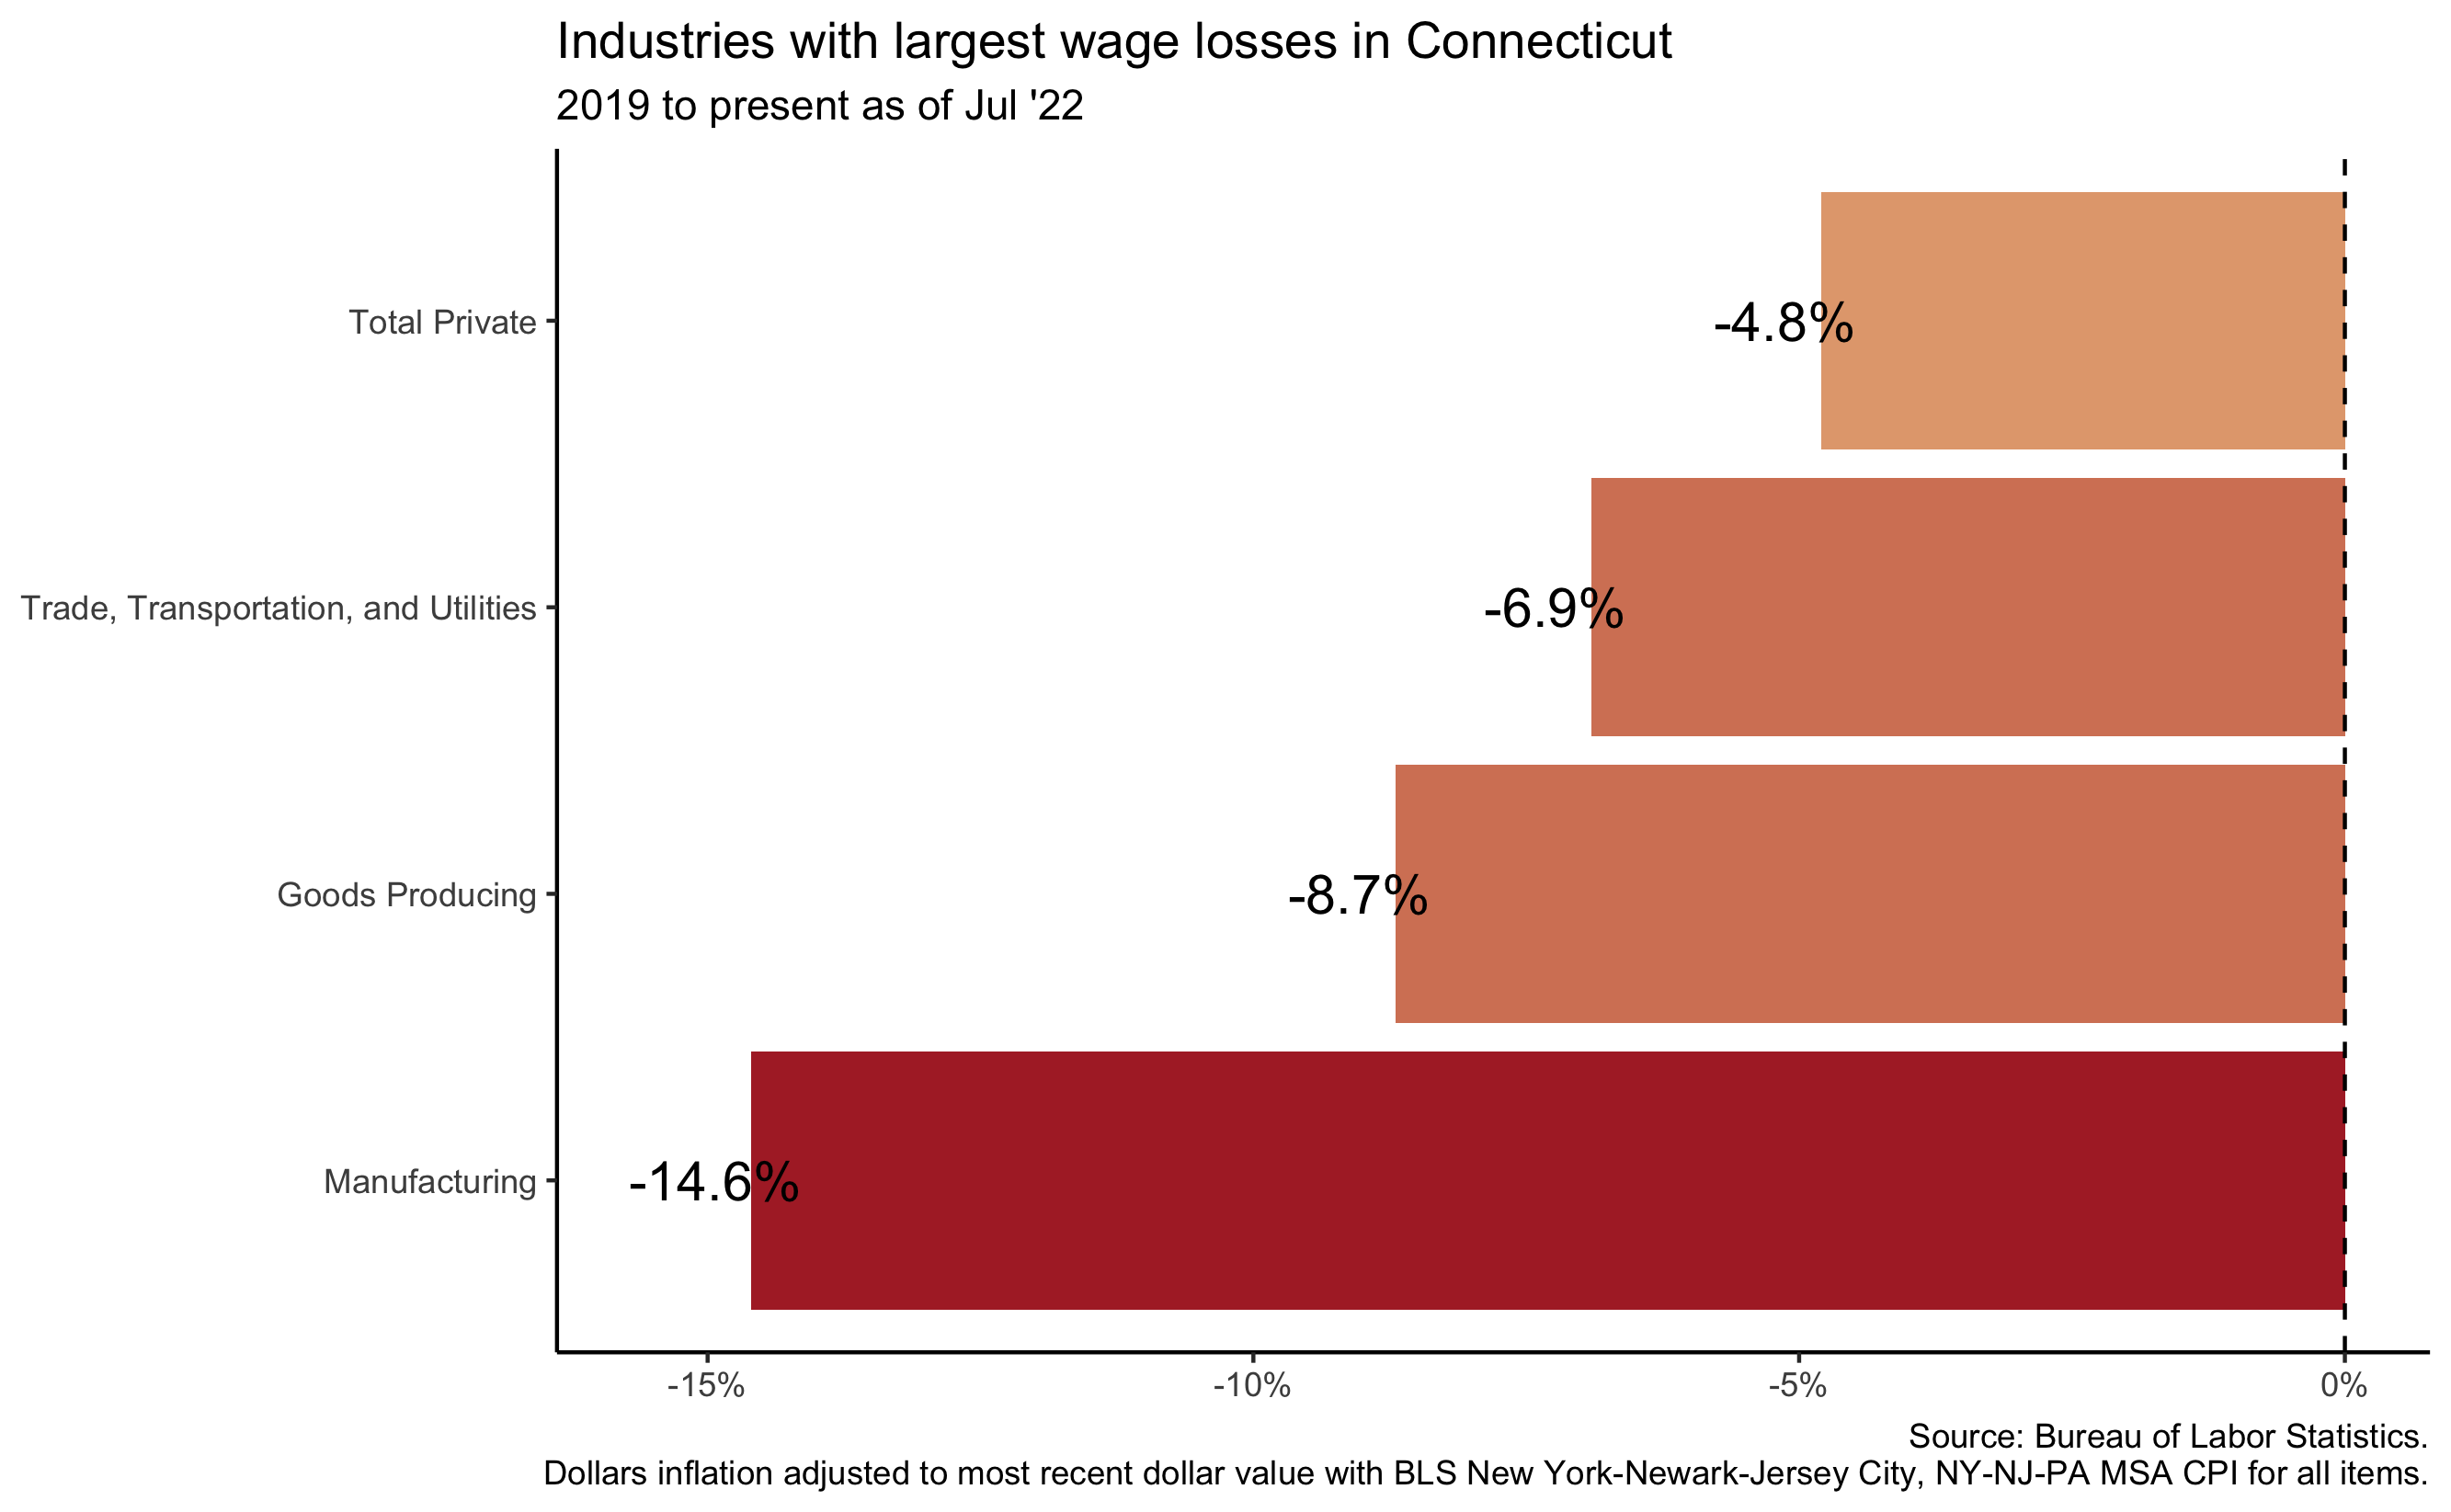 Industries with largest wage losses in Connecticut
2019 to present as of Jul '22
Total Private
-4.8%
Trade, Transportation, and Utilities
-6.9%
Goods Producing
-8.7%
Manufacturing
-14.6%
-15%
-10%
-5%
0%
Source: Bureau of Labor Statistics.
Dollars inflation adjusted to most recent dollar value with BLS New York-Newark-Jersey City, NY-NJ-PA MSA CPI for all items.